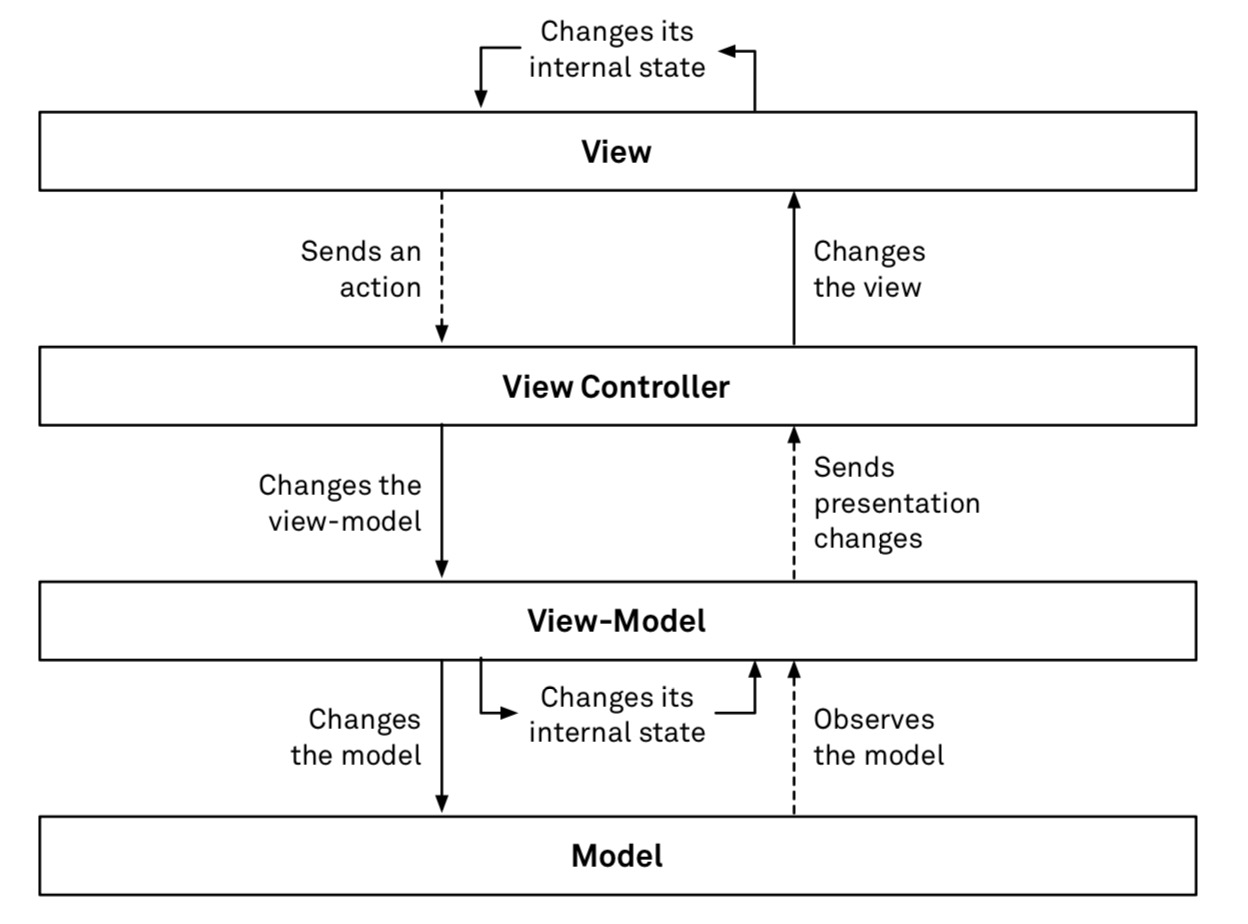 Changes its
internal state
View
Sends an
action
Changes
the view
View Controller
Changes the
view-model
Sends
presentation
changes
View-Model
Changes
the model
Changes its
internal state
Observes
the model
Model